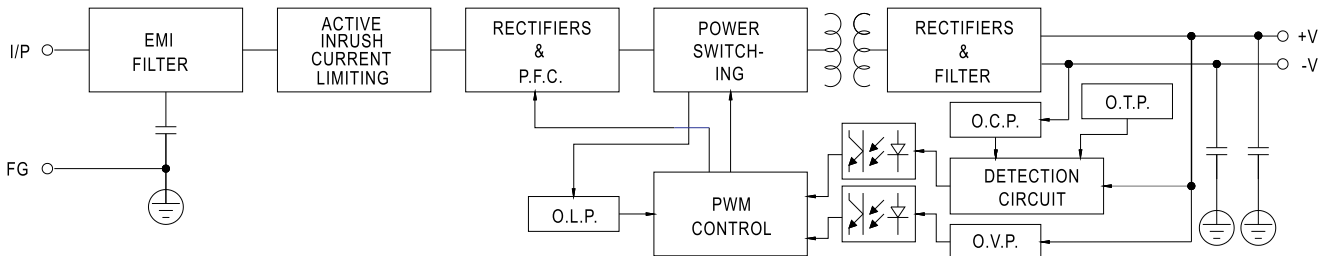 I/P
EMI
FILTER
ACTIVE
INRUSH
CURRENT
LIMITING
RECTIFIERS
&
P.F.C.
POWER
SWITCH-
ING
RECTIFIERS
&
FILTER
+V
-V
O.T.P.
O.C.P.
FG
DETECTION
CIRCUIT
O.L.P.
PWM
CONTROL
O.V.P.